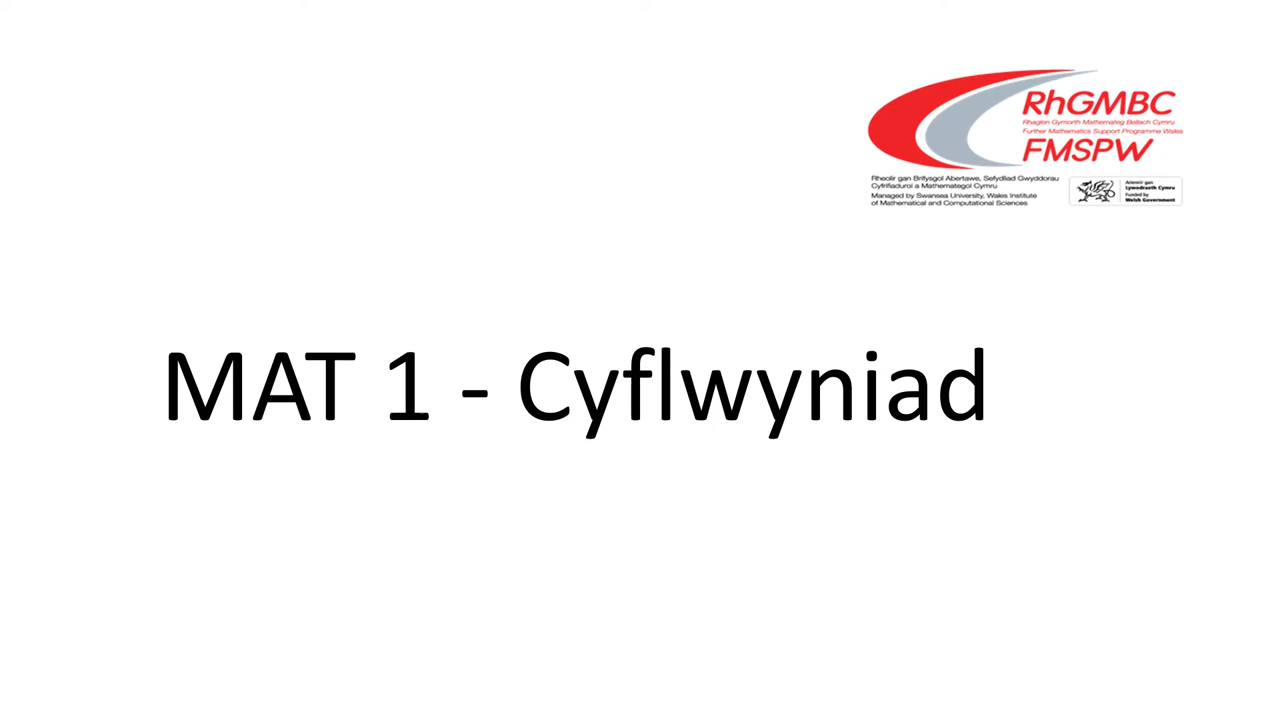 RhGMBC
Rhaglen Gymorth Mathemateg Bellach Cymru
Further Mathematics Support Programme Wales
FMSPW
Rheolir gan Brifysgol Abertawe, Sefydliad Gwyddorau
Cyfrifiadurol a Mathemategol Cymru
Managed by Swansea University, Wales Institute
of Mathematical and Computational Sciences
Ariennir gan
Lywodraeth Cymru
Funded by
Welsh Government
MAT 1 - Cyflwyniad